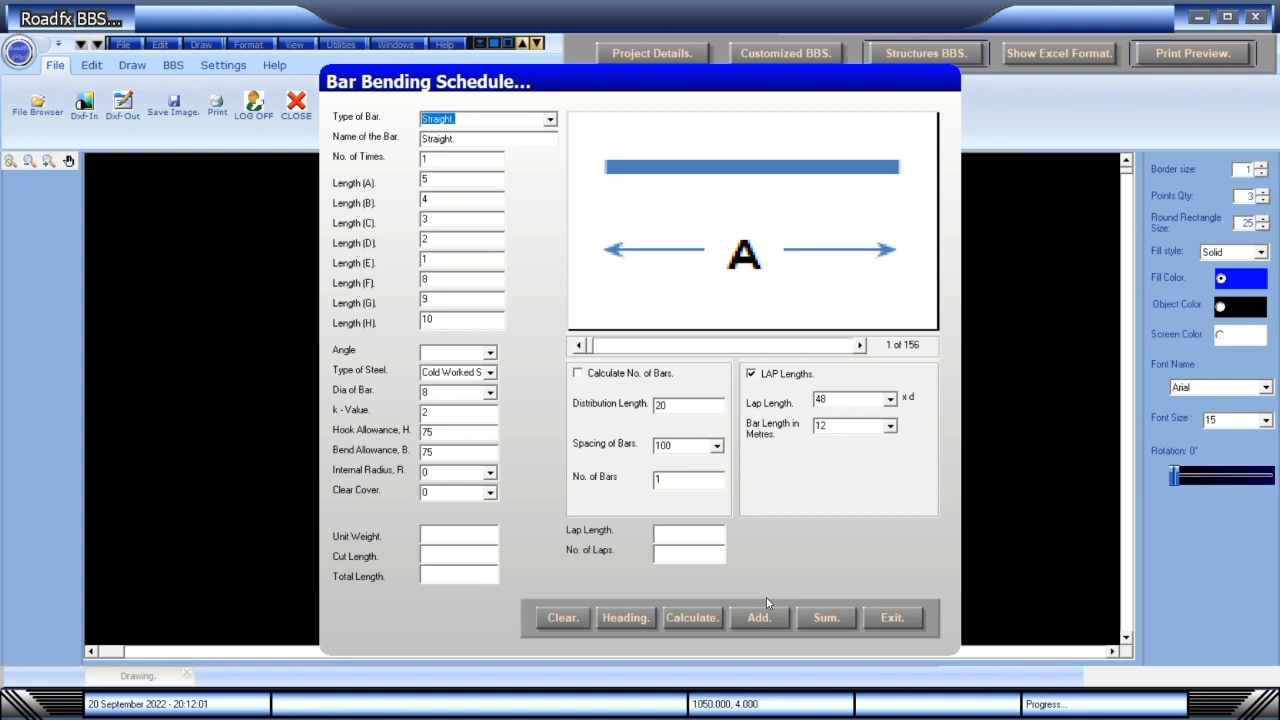 Roadfx BBS...
File Edit Draw Format View Utilities Windows Help
Project Details. Customized BBS. Structures BBS. Show Excel Format. Print Preview.
File Edit Draw BBS Settings Help
File Browser Dxf-In Dxf-Out Save Image. Print LOG OFF CLOSE
Bar Bending Schedule...
Type of Bar. Straight.
Name of the Bar. Straight.
No. of Times. 1
Length (A). 5
Length (B). 4
Length (C). 3
Length (D). 2
Length (E). 1
Length (F). 8
Length (G). 9
Length (H). 10
Angle
Type of Steel. Cold Worked S
Dia of Bar. 8
k - Value. 2
Hook Allowance, H. 75
Bend Allowance, B. 75
Internal Radius, R. 0
Clear Cover. 0
Unit Weight.
Cut Length.
Total Length.
A
1 of 156
Calculate No. of Bars.
Distribution Length. 20
Spacing of Bars. 100
No. of Bars 1
LAP Lengths.
Lap Length. 48 x d
Bar Length in Metres. 12
Lap Length.
No. of Laps.
Clear. Heading. Calculate. Add. Sum. Exit.
Border size: 1
Points Qty: 3
Round Rectangle Size: 25
Fill style: Solid
Fill Color.
Object Color.
Screen Color.
Font Name :
Arial
Font Size : 15
Rotation: 0°
Drawing.
20 September 2022 - 20:12:01 1050.000, 4.000 Progress...